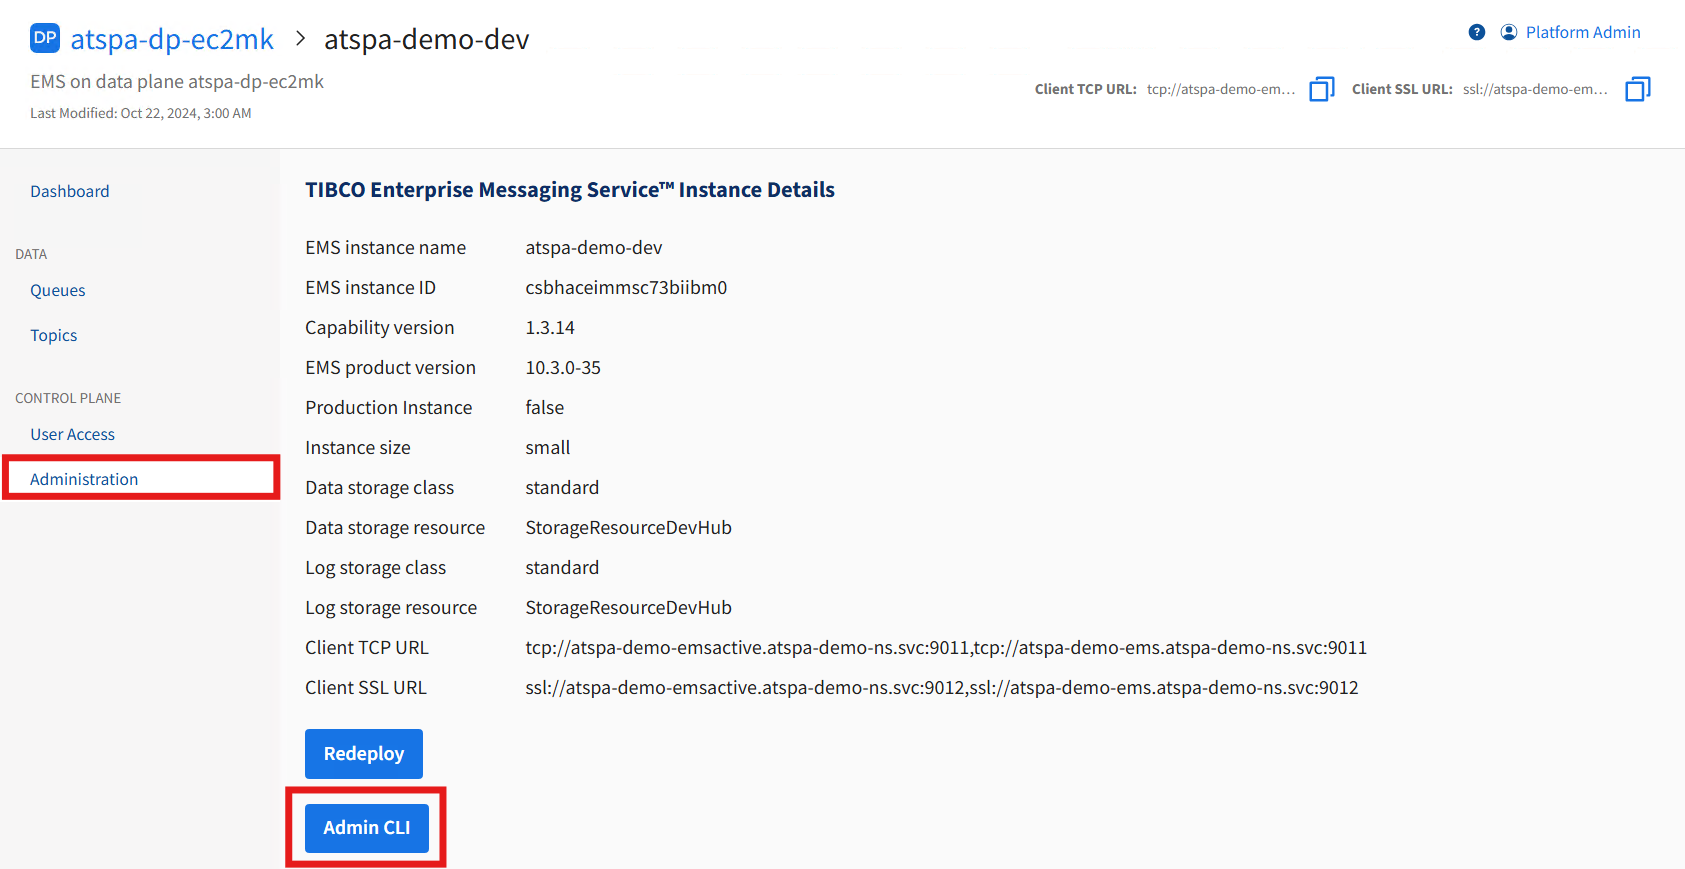 DP atspa-dp-ec2mk > atspa-demo-dev
? Platform Admin
EMS on data plane atspa-dp-ec2mk
Client TCP URL: tcp://atspa-demo-em... Client SSL URL: ssl://atspa-demo-em...
Last Modified: Oct 22, 2024, 3:00 AM
Dashboard
DATA
Queues
Topics
CONTROL PLANE
User Access
Administration
TIBCO Enterprise Messaging Service™ Instance Details
EMS instance name atspa-demo-dev
EMS instance ID csbhaceimmsc73biibm0
Capability version 1.3.14
EMS product version 10.3.0-35
Production Instance false
Instance size small
Data storage class standard
Data storage resource StorageResourceDevHub
Log storage class standard
Log storage resource StorageResourceDevHub
Client TCP URL tcp://atspa-demo-emsactive.atspa-demo-ns.svc:9011,tcp://atspa-demo-ems.atspa-demo-ns.svc:9011
Client SSL URL ssl://atspa-demo-emsactive.atspa-demo-ns.svc:9012,ssl://atspa-demo-ems.atspa-demo-ns.svc:9012
Redeploy
Admin CLI